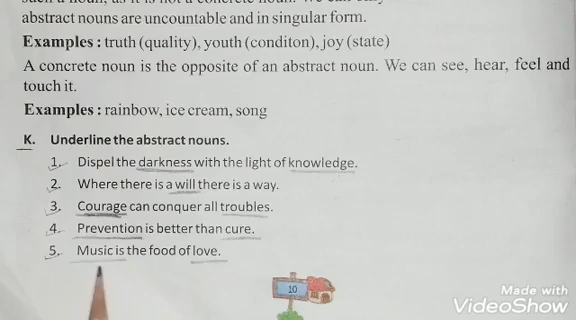 abstract nouns are uncountable and in singular form.
Examples : truth (quality), youth (conditon), joy (state)
A concrete noun is the opposite of an abstract noun. We can see, hear, feel and
touch it.
Examples : rainbow, ice cream, song
K. Underline the abstract nouns.
1. Dispel the darkness with the light of knowledge.
2. Where there is a will there is a way.
3. Courage can conquer all troubles.
4. Prevention is better than cure.
5. Music is the food of love.
10
Made with
VideoShow